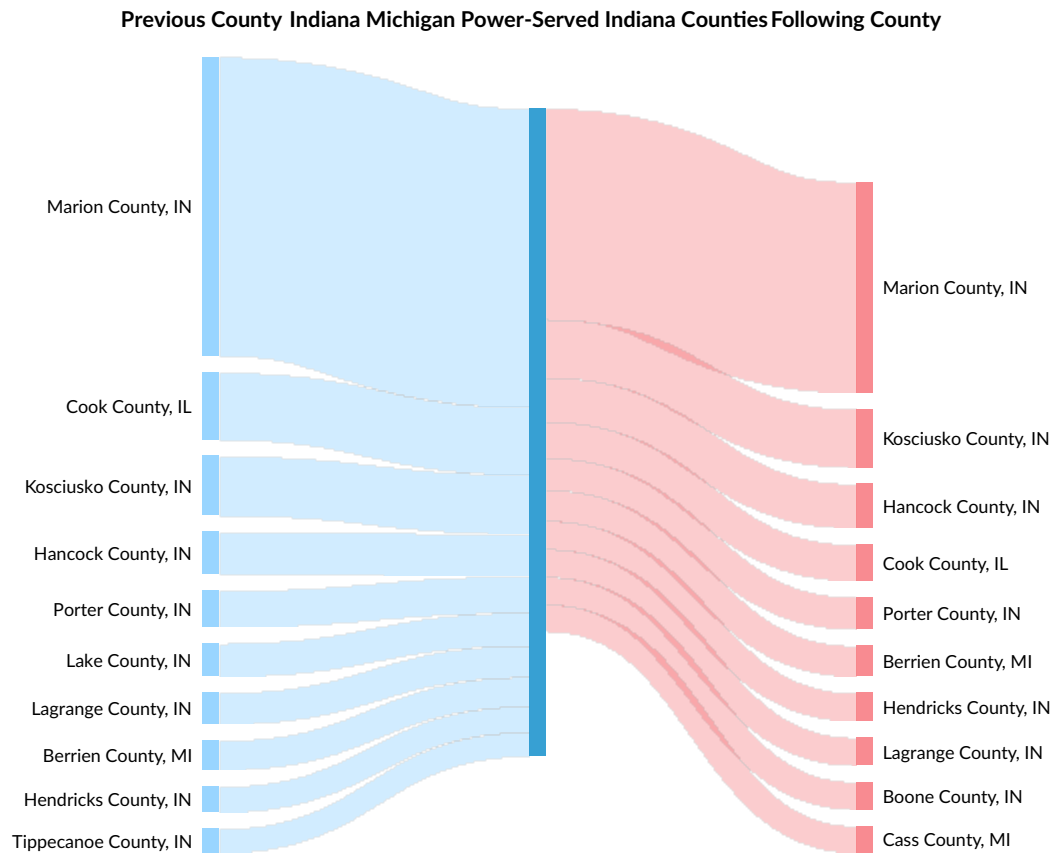 Previous County Indiana Michigan Power-Served Indiana Counties Following County
Marion County, IN
Cook County, IL
Kosciusko County, IN
Hancock County, IN
Porter County, IN
Lake County, IN
Lagrange County, IN
Berrien County, MI
Hendricks County, IN
Tippecanoe County, IN
Marion County, IN
Kosciusko County, IN
Hancock County, IN
Cook County, IL
Porter County, IN
Berrien County, MI
Hendricks County, IN
Lagrange County, IN
Boone County, IN
Cass County, MI